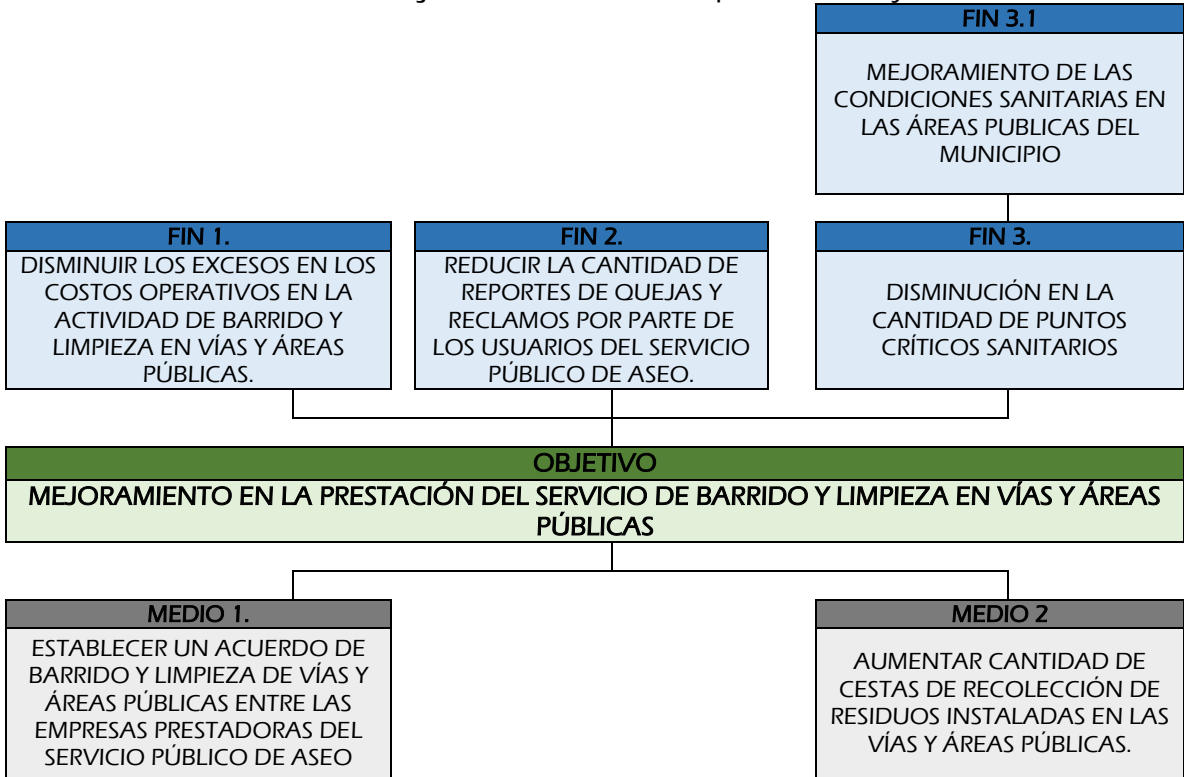 FIN 3.1
MEJORAMIENTO DE LAS
CONDICIONES SANITARIAS EN
LAS ÁREAS PUBLICAS DEL
MUNICIPIO
FIN 1.
DISMINUIR LOS EXCESOS EN LOS
COSTOS OPERATIVOS EN LA
ACTIVIDAD DE BARRIDO Y
LIMPIEZA EN VÍAS Y ÁREAS
PÚBLICAS.
FIN 2.
REDUCIR LA CANTIDAD DE
REPORTES DE QUEJAS Y
RECLAMOS POR PARTE DE
LOS USUARIOS DEL SERVICIO
PÚBLICO DE ASEO.
FIN 3.
DISMINUCIÓN EN LA
CANTIDAD DE PUNTOS
CRÍTICOS SANITARIOS
OBJETIVO
MEJORAMIENTO EN LA PRESTACIÓN DEL SERVICIO DE BARRIDO Y LIMPIEZA EN VÍAS Y ÁREAS
PÚBLICAS
MEDIO 1.
ESTABLECER UN ACUERDO DE
BARRIDO Y LIMPIEZA DE VÍAS Y
ÁREAS PÚBLICAS ENTRE LAS
EMPRESAS PRESTADORAS DEL
SERVICIO PÚBLICO DE ASEO
MEDIO 2
AUMENTAR CANTIDAD DE
CESTAS DE RECOLECCIÓN DE
RESIDUOS INSTALADAS EN LAS
VÍAS Y ÁREAS PÚBLICAS.